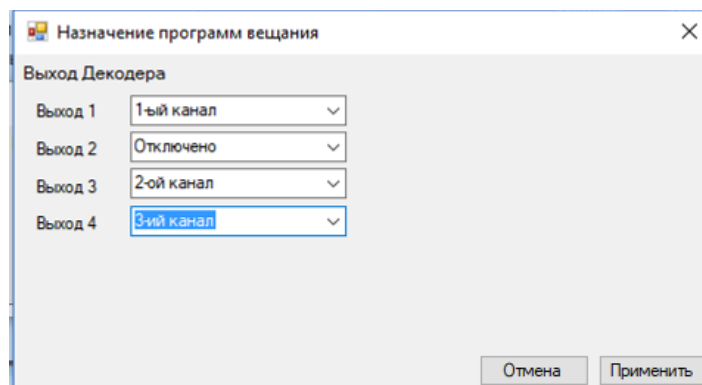 Назначение программ вещания
Выход Декодера
Выход 1 1-ый канал
Выход 2 Отключено
Выход 3 2-ой канал
Выход 4 3-ий канал
Отмена Применить